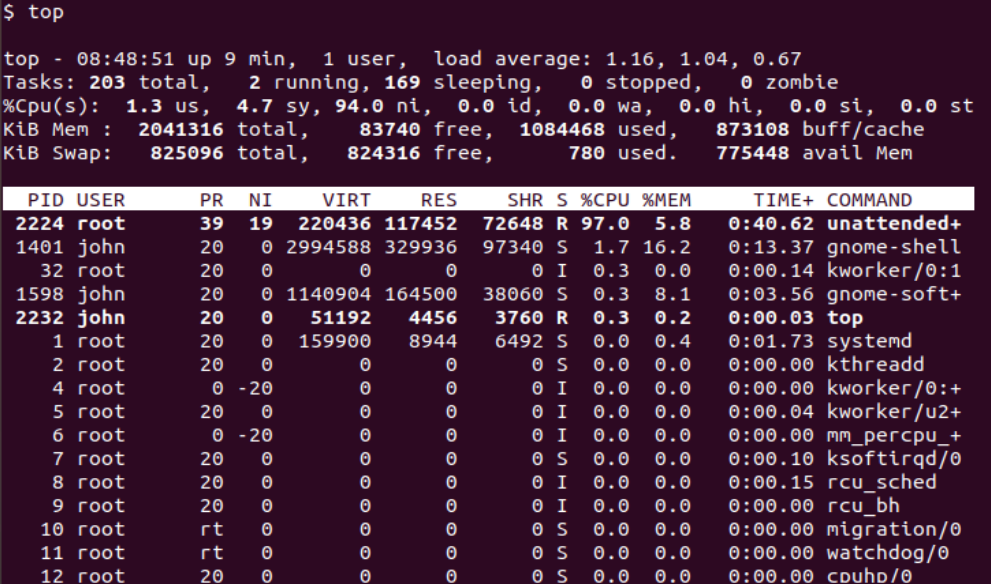 $ top
top - 08:48:51 up 9 min,  1 user,  load average: 1.16, 1.04, 0.67
Tasks: 203 total,   2 running, 169 sleeping,   0 stopped,   0 zombie
%Cpu(s):  1.3 us,  4.7 sy, 94.0 ni,  0.0 id,  0.0 wa,  0.0 hi,  0.0 si,  0.0 st
KiB Mem :  2041316 total,    83740 free,  1084468 used,   873108 buff/cache
KiB Swap:   825096 total,   824316 free,      780 used.   775448 avail Mem
PID USER      PR  NI    VIRT    RES    SHR S %CPU %MEM     TIME+ COMMAND
2224 root      39  19  220436 117452  72648 R 97.0  5.8   0:40.62 unattended+
1401 john      20   0 2994588 329936  97340 S  1.7 16.2   0:13.37 gnome-shell
32 root      20   0       0      0      0 I  0.3  0.0   0:00.14 kworker/0:1
1598 john      20   0 1140904 164500  38060 S  0.3  8.1   0:03.56 gnome-soft+
2232 john      20   0   51192   4456   3760 R  0.3  0.2   0:00.03 top
1 root      20   0  159900   8944   6492 S  0.0  0.4   0:01.73 systemd
2 root      20   0       0      0      0 S  0.0  0.0   0:00.00 kthreadd
4 root       0 -20       0      0      0 I  0.0  0.0   0:00.00 kworker/0:+
5 root      20   0       0      0      0 I  0.0  0.0   0:00.04 kworker/u2+
6 root       0 -20       0      0      0 I  0.0  0.0   0:00.00 mm_percpu_+
7 root      20   0       0      0      0 S  0.0  0.0   0:00.10 ksoftirqd/0
8 root      20   0       0      0      0 I  0.0  0.0   0:00.15 rcu_sched
9 root      20   0       0      0      0 I  0.0  0.0   0:00.00 rcu_bh
10 root      rt   0       0      0      0 S  0.0  0.0   0:00.00 migration/0
11 root      rt   0       0      0      0 S  0.0  0.0   0:00.00 watchdog/0
12 root      20   0       0      0      0 S  0.0  0.0   0:00.00 cpuhp/0